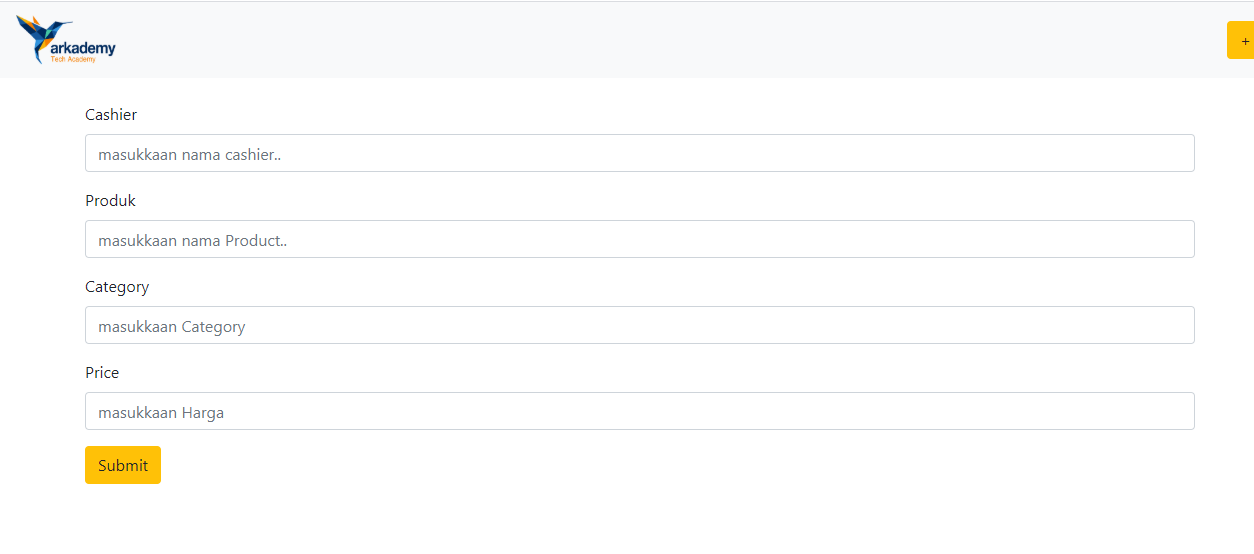 arkademy
Tech Academy
+
Cashier
masukkaan nama cashier..
Produk
masukkaan nama Product..
Category
masukkaan Category
Price
masukkaan Harga
Submit